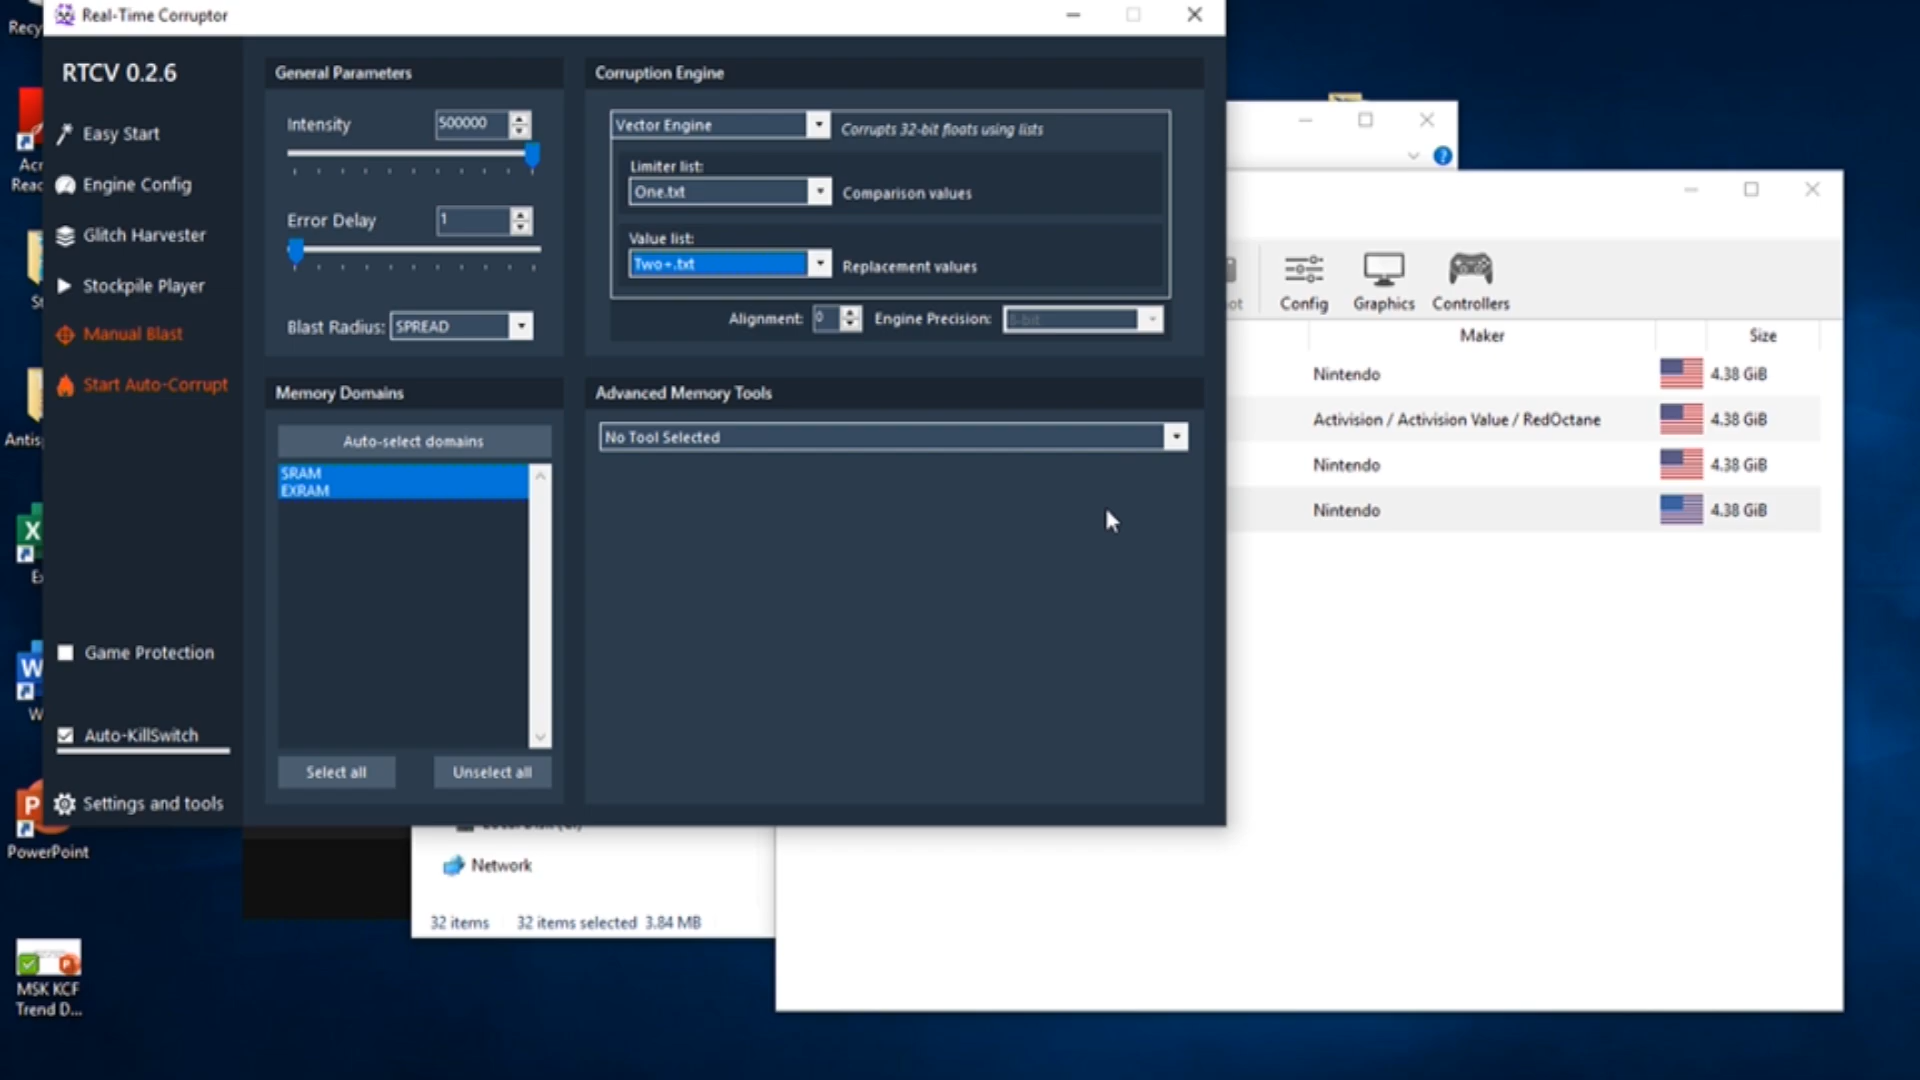 Real-Time Corruptor
RTCV 0.2.6
Easy Start
Engine Config
Glitch Harvester
Stockpile Player
Manual Blast
Start Auto-Corrupt
Game Protection
Auto-KillSwitch
Settings and tools
General Parameters
Intensity
500000
Error Delay
1
Blast Radius:
SPREAD
Corruption Engine
Vector Engine
Corrupts 32-bit floats using lists
Limiter list:
One.txt
Comparison values
Value list:
Two+.txt
Replacement values
Alignment:
0
Engine Precision:
Memory Domains
Auto-select domains
SRAM
EXRAM
Select all
Unselect all
Advanced Memory Tools
No Tool Selected
Config
Graphics
Controllers
Maker
Size
Nintendo
4.38 GiB
Activision / Activision Value / RedOctane
4.38 GiB
Nintendo
4.38 GiB
Nintendo
4.38 GiB
Network
32 items
32 items selected 3.84 MB
PowerPoint
MSK KCF
Trend D...